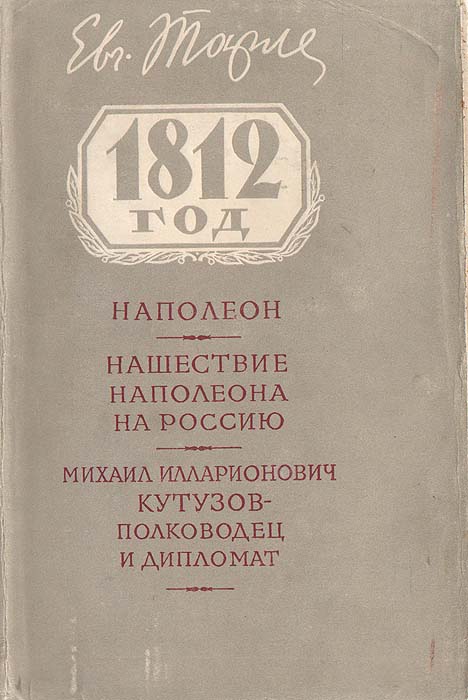 Евг. Тарле
1812
ГОД
НАПОЛЕОН
НАШЕСТВИЕ
НАПОЛЕОНА
НА РОССИЮ
МИХАИЛ ИЛЛАРИОНОВИЧ
КУТУЗОВ-
ПОЛКОВОДЕЦ
И ДИПЛОМАТ